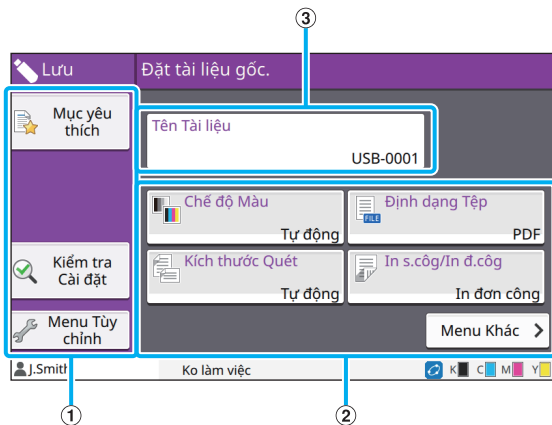 ③
Lưu
Đặt tài liệu gốc.
Mục yêu
thích
Tên Tài liệu
USB-0001
Chế độ Màu
Tự động
Định dạng Tệp
FILE
PDF
Kiểm tra
Cài đặt
Kích thước Quét
Tự động
In s.côg/In đ.côg
In đơn công
Menu Tùy
chỉnh
Menu Khác
J.Smith
Ko làm việc
K C M Y
① ②